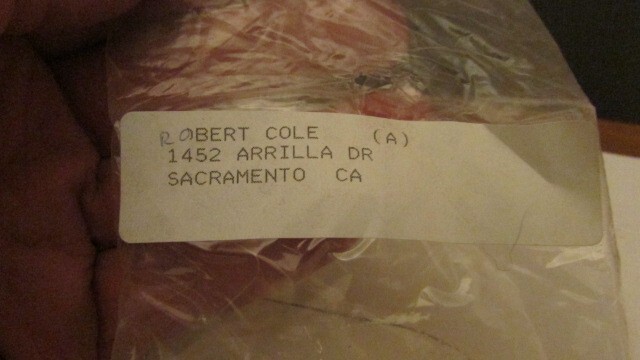 ROBERT COLE (A)
1452 ARRILLA DR
SACRAMENTO CA